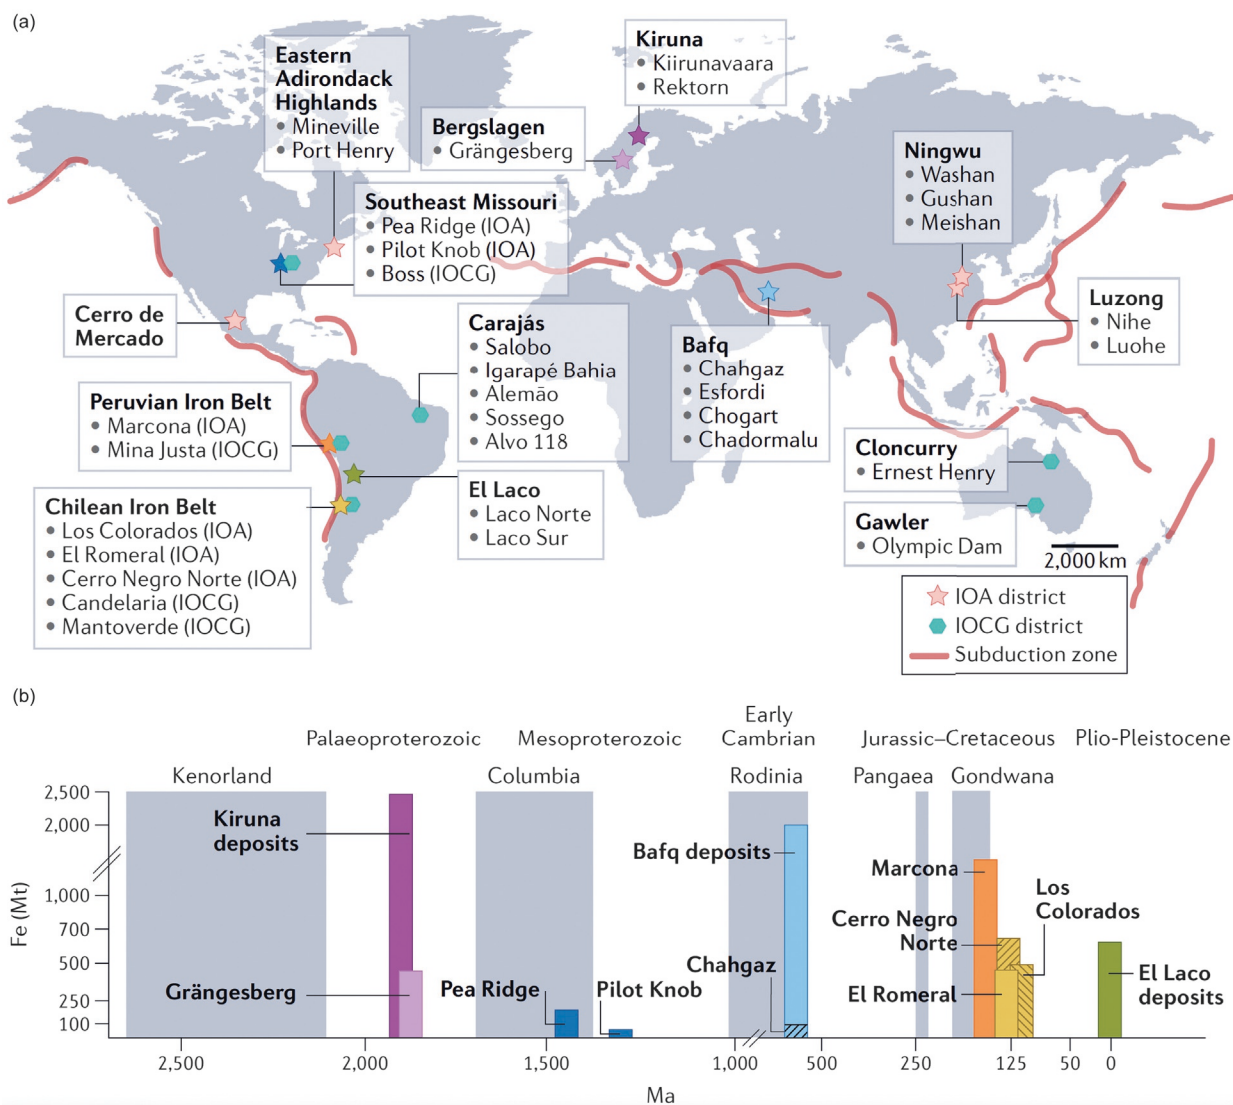 (a)
Eastern
Adirondack
Highlands
• Mineville
• Port Henry
Kiruna
• Kiirunavaara
• Rektorn
Bergslagen
• Grängesberg
Ningwu
• Washan
• Gushan
• Meishan
Southeast Missouri
• Pea Ridge (IOA)
• Pilot Knob (IOA)
• Boss (IOCG)
Cerro de
Mercado
Luzong
• Nihe
• Luohe
Carajás
• Salobo
• Igarapé Bahia
• Alemão
• Sossego
• Alvo 118
Bafq
• Chahgaz
• Esfordi
• Chogart
• Chadormalu
Peruvian Iron Belt
• Marcona (IOA)
• Mina Justa (IOCG)
Cloncurry
• Ernest Henry
El Laco
• Laco Norte
• Laco Sur
Chilean Iron Belt
• Los Colorados (IOA)
• El Romeral (IOA)
• Cerro Negro Norte (IOA)
• Candelaria (IOCG)
• Mantoverde (IOCG)
Gawler
• Olympic Dam
2,000 km
IOA district
IOCG district
Subduction zone
(b)
Palaeoproterozoic
Mesoproterozoic
Early
Cambrian
Jurassic–Cretaceous
Plio-Pleistocene
Kenorland
Columbia
Rodinia
Pangaea
Gondwana
Fe (Mt)
2,500
2,000
1,000
700
500
250
100
Kiruna
deposits
Grängesberg
Pea Ridge
Pilot Knob
Bafq deposits
Chahgaz
Marcona
Cerro Negro
Norte
El Romeral
Los
Colorados
El Laco
deposits
2,500
2,000
1,500
1,000
500
250
125
50
0
Ma